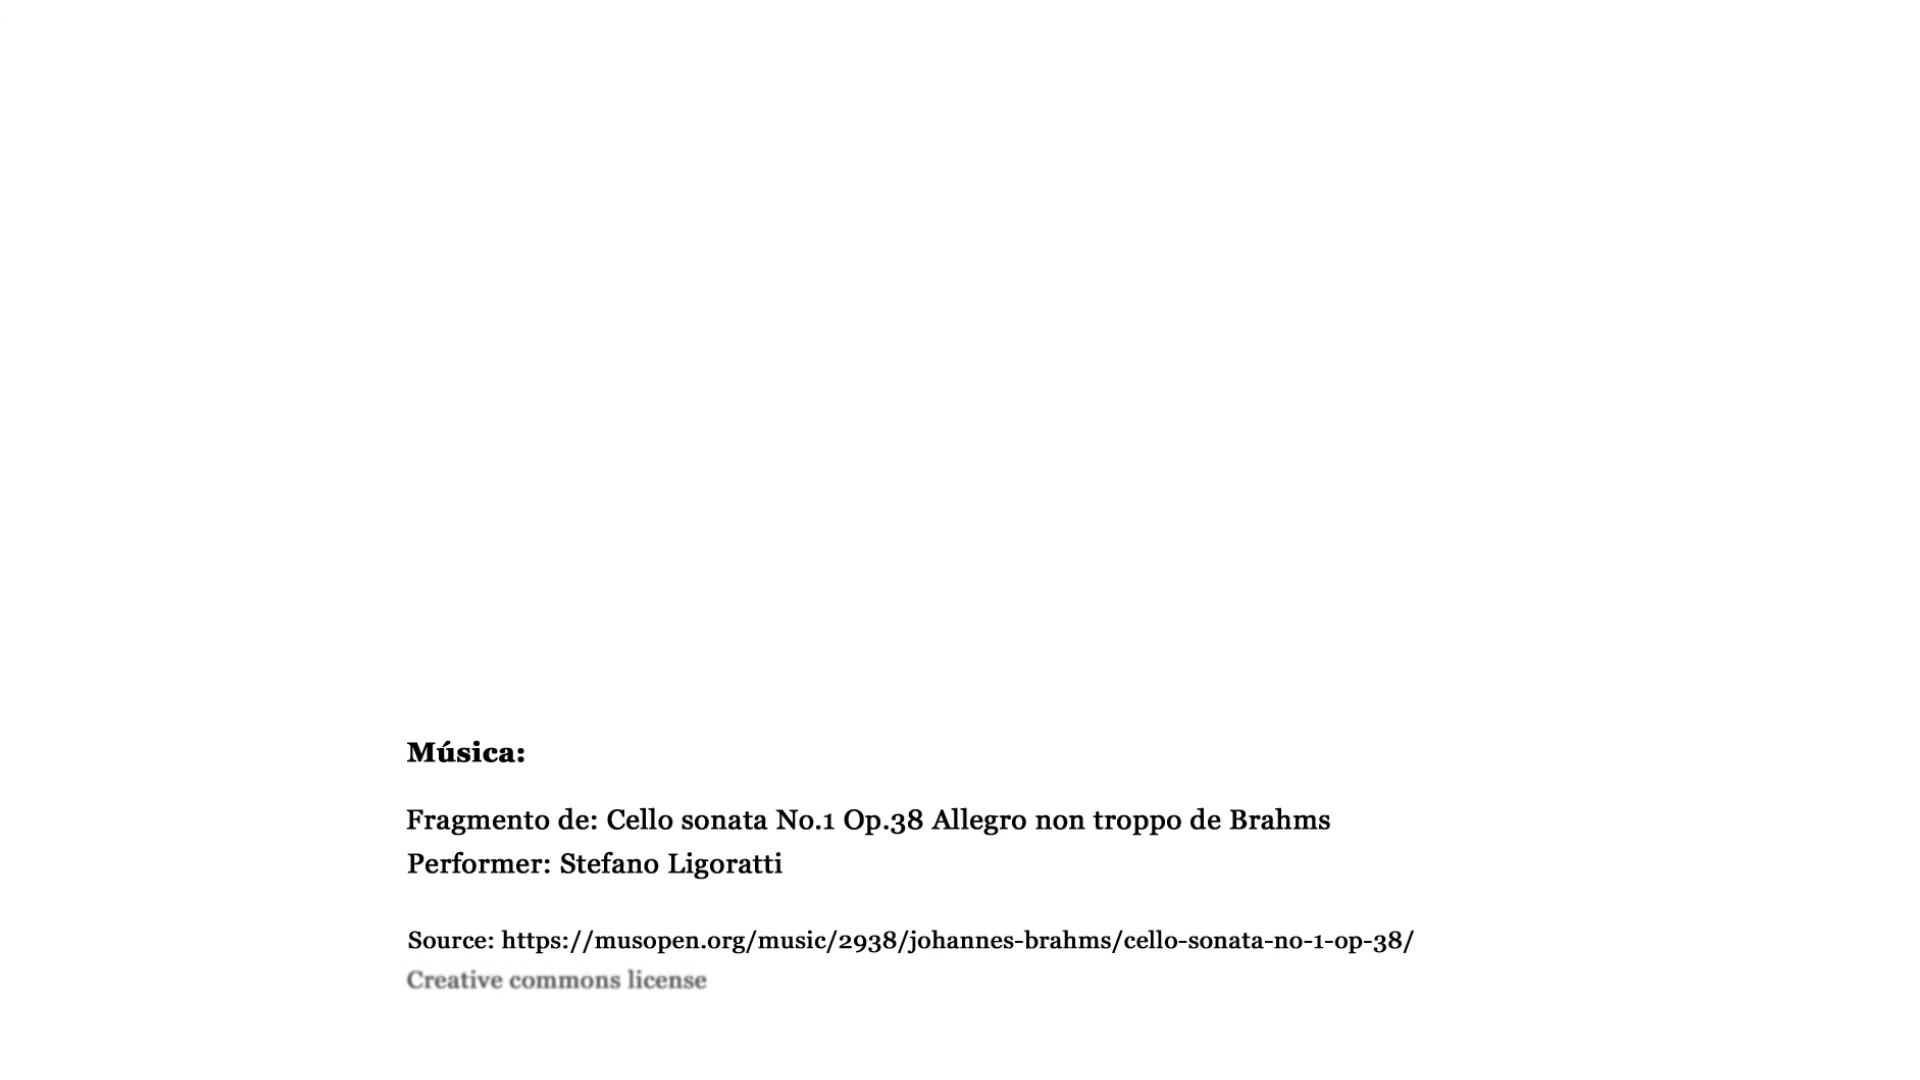 Música:
Fragmento de: Cello sonata No.1 Op.38 Allegro non troppo de Brahms
Performer: Stefano Ligoratti
Source: https://musopen.org/music/2938/johannes-brahms/cello-sonata-no-1-op-38/
Creative commons license